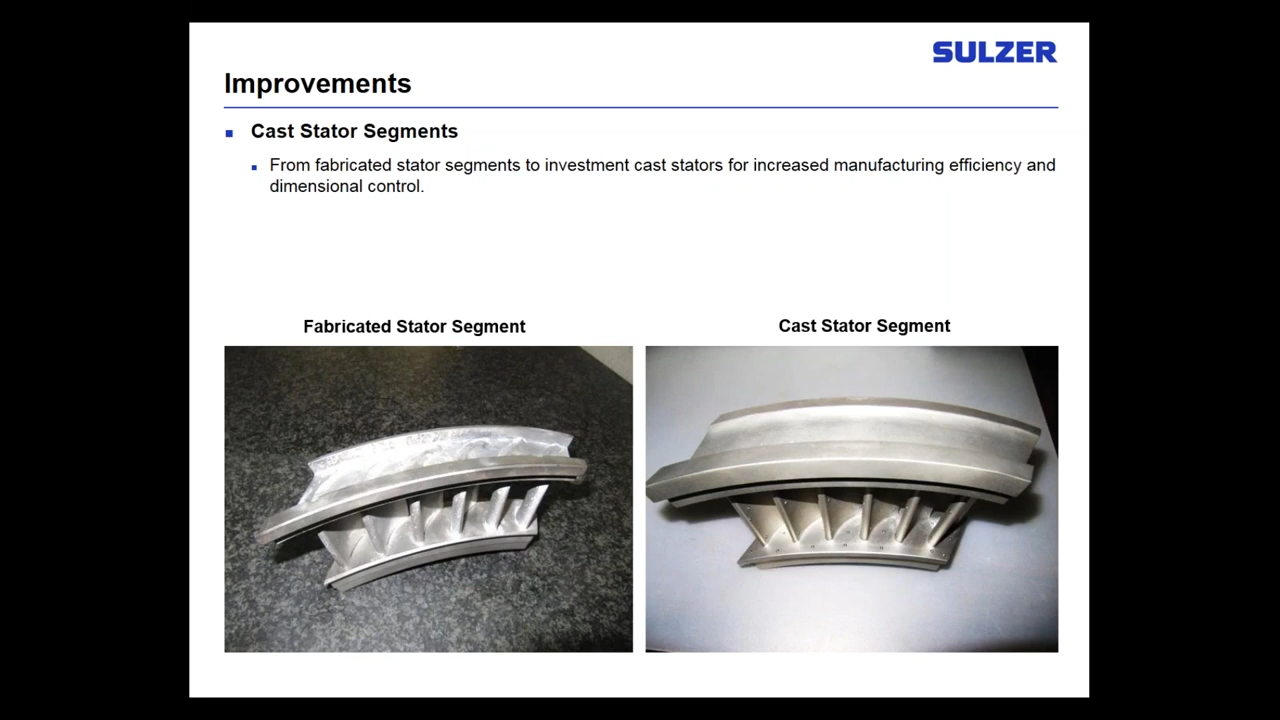 SULZER
Improvements
Cast Stator Segments
From fabricated stator segments to investment cast stators for increased manufacturing efficiency and
dimensional control.
Fabricated Stator Segment
Cast Stator Segment